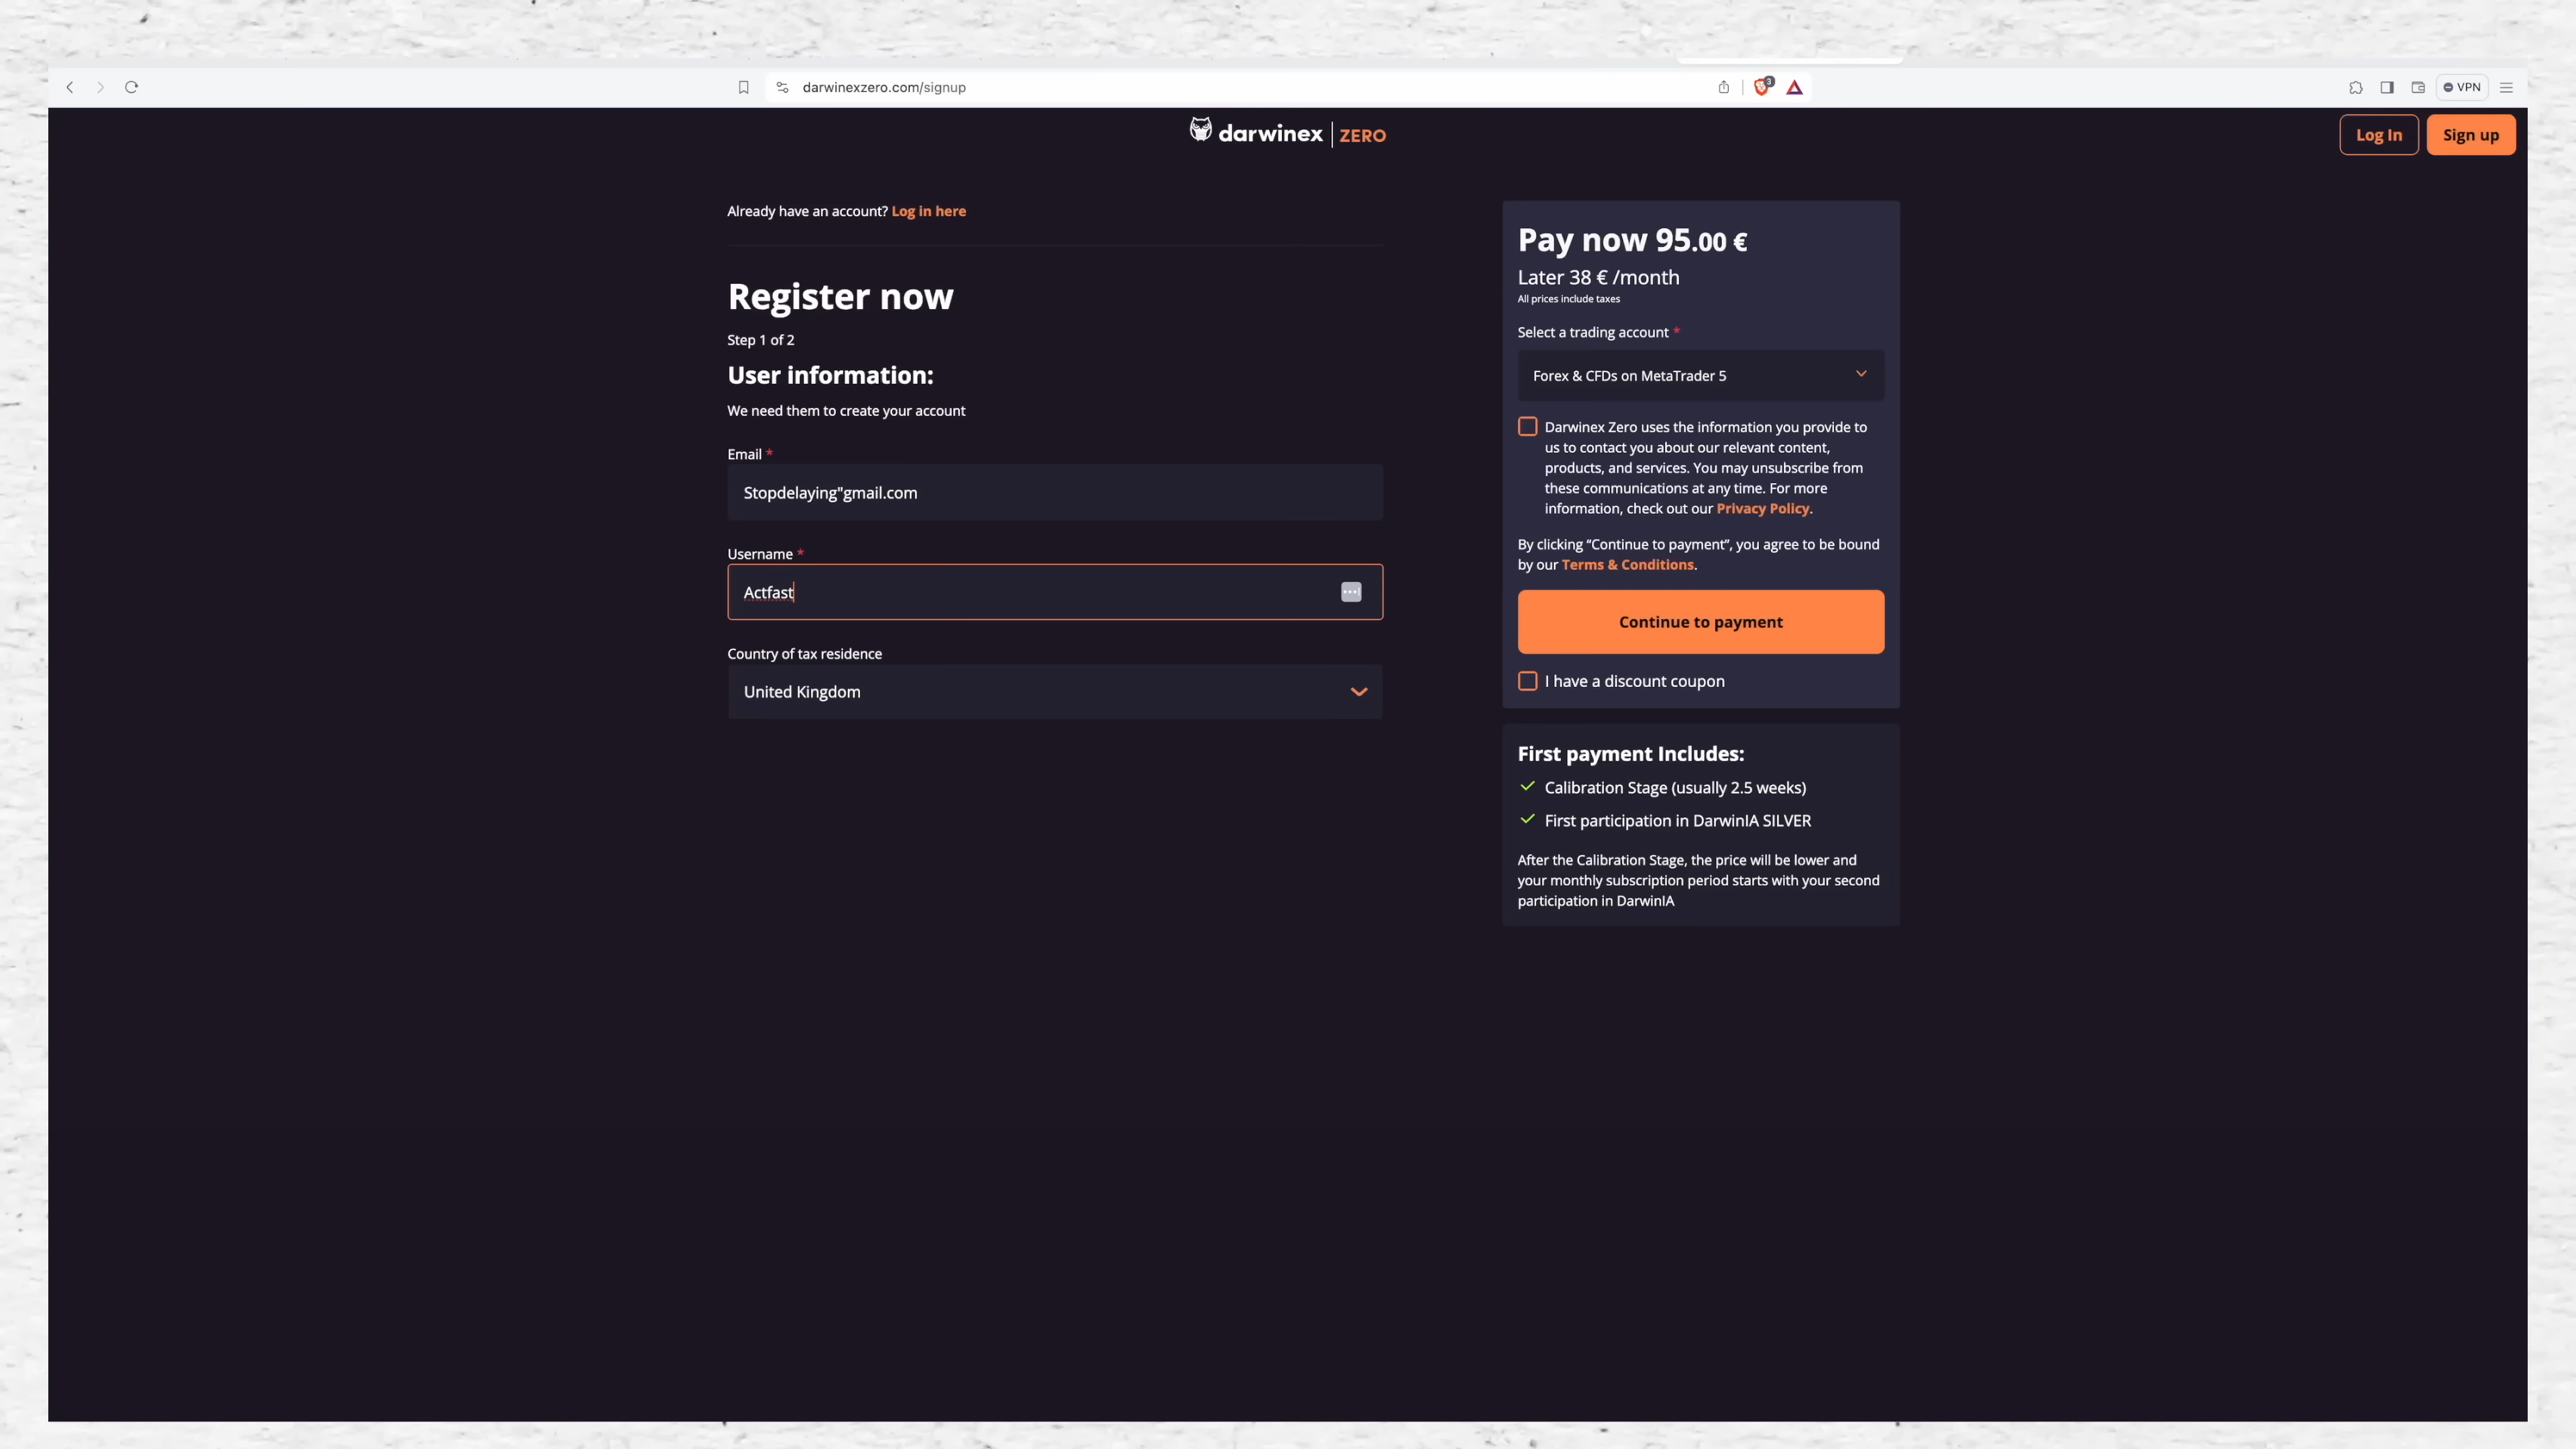 darwinexzero.com/signup
3
VPN
darwinex | ZERO
Log In
Sign up
Already have an account? Log in here
Register now
Step 1 of 2
User information:
We need them to create your account
Email *
Stopdelaying"gmail.com
Username *
Actfast
Country of tax residence
United Kingdom
Pay now 95.00 €
Later 38 € /month
All prices include taxes
Select a trading account *
Forex & CFDs on MetaTrader 5
Darwinex Zero uses the information you provide to
us to contact you about our relevant content,
products, and services. You may unsubscribe from
these communications at any time. For more
information, check out our Privacy Policy.
By clicking “Continue to payment”, you agree to be bound
by our Terms & Conditions.
Continue to payment
I have a discount coupon
First payment Includes:
Calibration Stage (usually 2.5 weeks)
First participation in DarwinIA SILVER
After the Calibration Stage, the price will be lower and
your monthly subscription period starts with your second
participation in DarwinIA